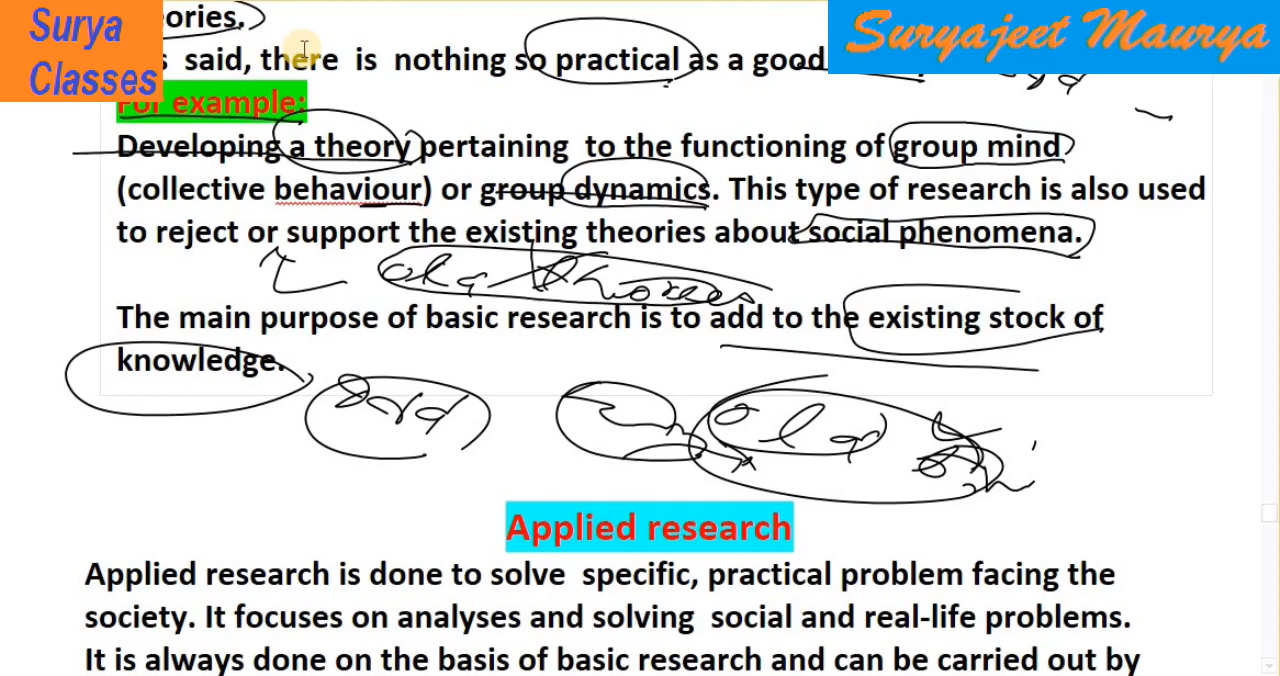 Surya
Classes
Suryajeet Maurya
ories.
said, there is nothing so practical as a good
For example:
Developing a theory pertaining to the functioning of group mind
(collective behaviour) or group dynamics. This type of research is also used
to reject or support the existing theories about social phenomena.
old
The main purpose of basic research is to add to the existing stock of
knowledge.
old
Applied research
Applied research is done to solve specific, practical problem facing the
society. It focuses on analyses and solving social and real-life problems.
It is always done on the basis of basic research and can be carried out by